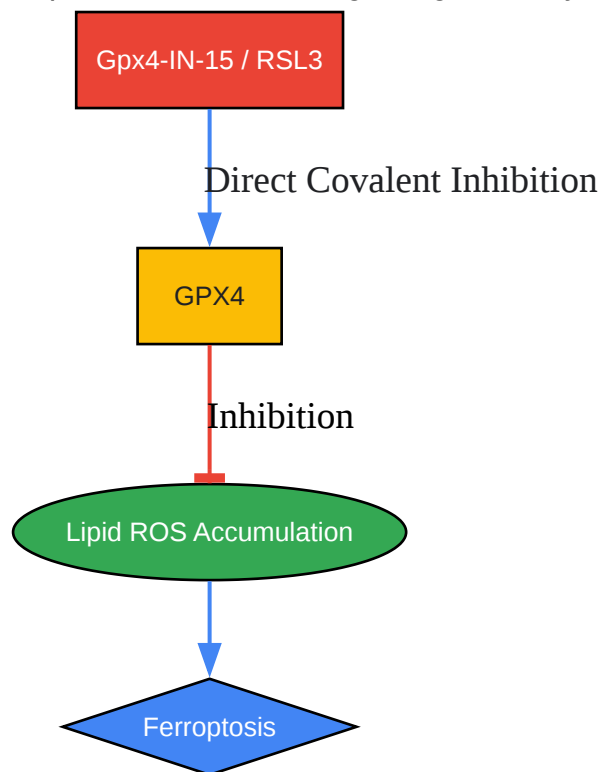 Gpx4-IN-15 / RSL3
Direct Covalent Inhibition
GPX4
Inhibition
Lipid ROS Accumulation
Ferroptosis